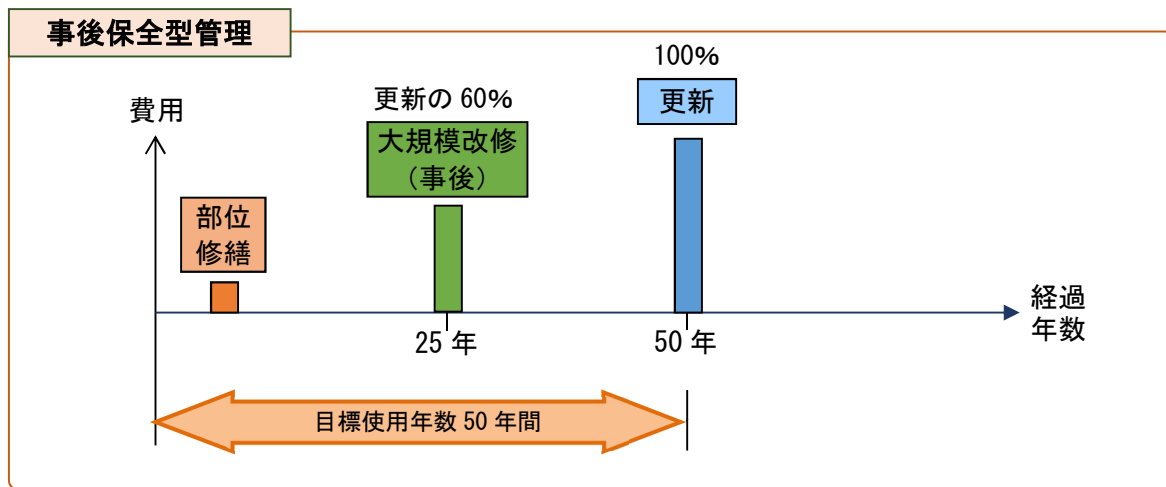 事後保全型管理
100%
費用
更新の 60%
更新
大規模改修
(事後)
部位
修繕
経過
年数
25 年
50 年
目標使用年数 50 年間